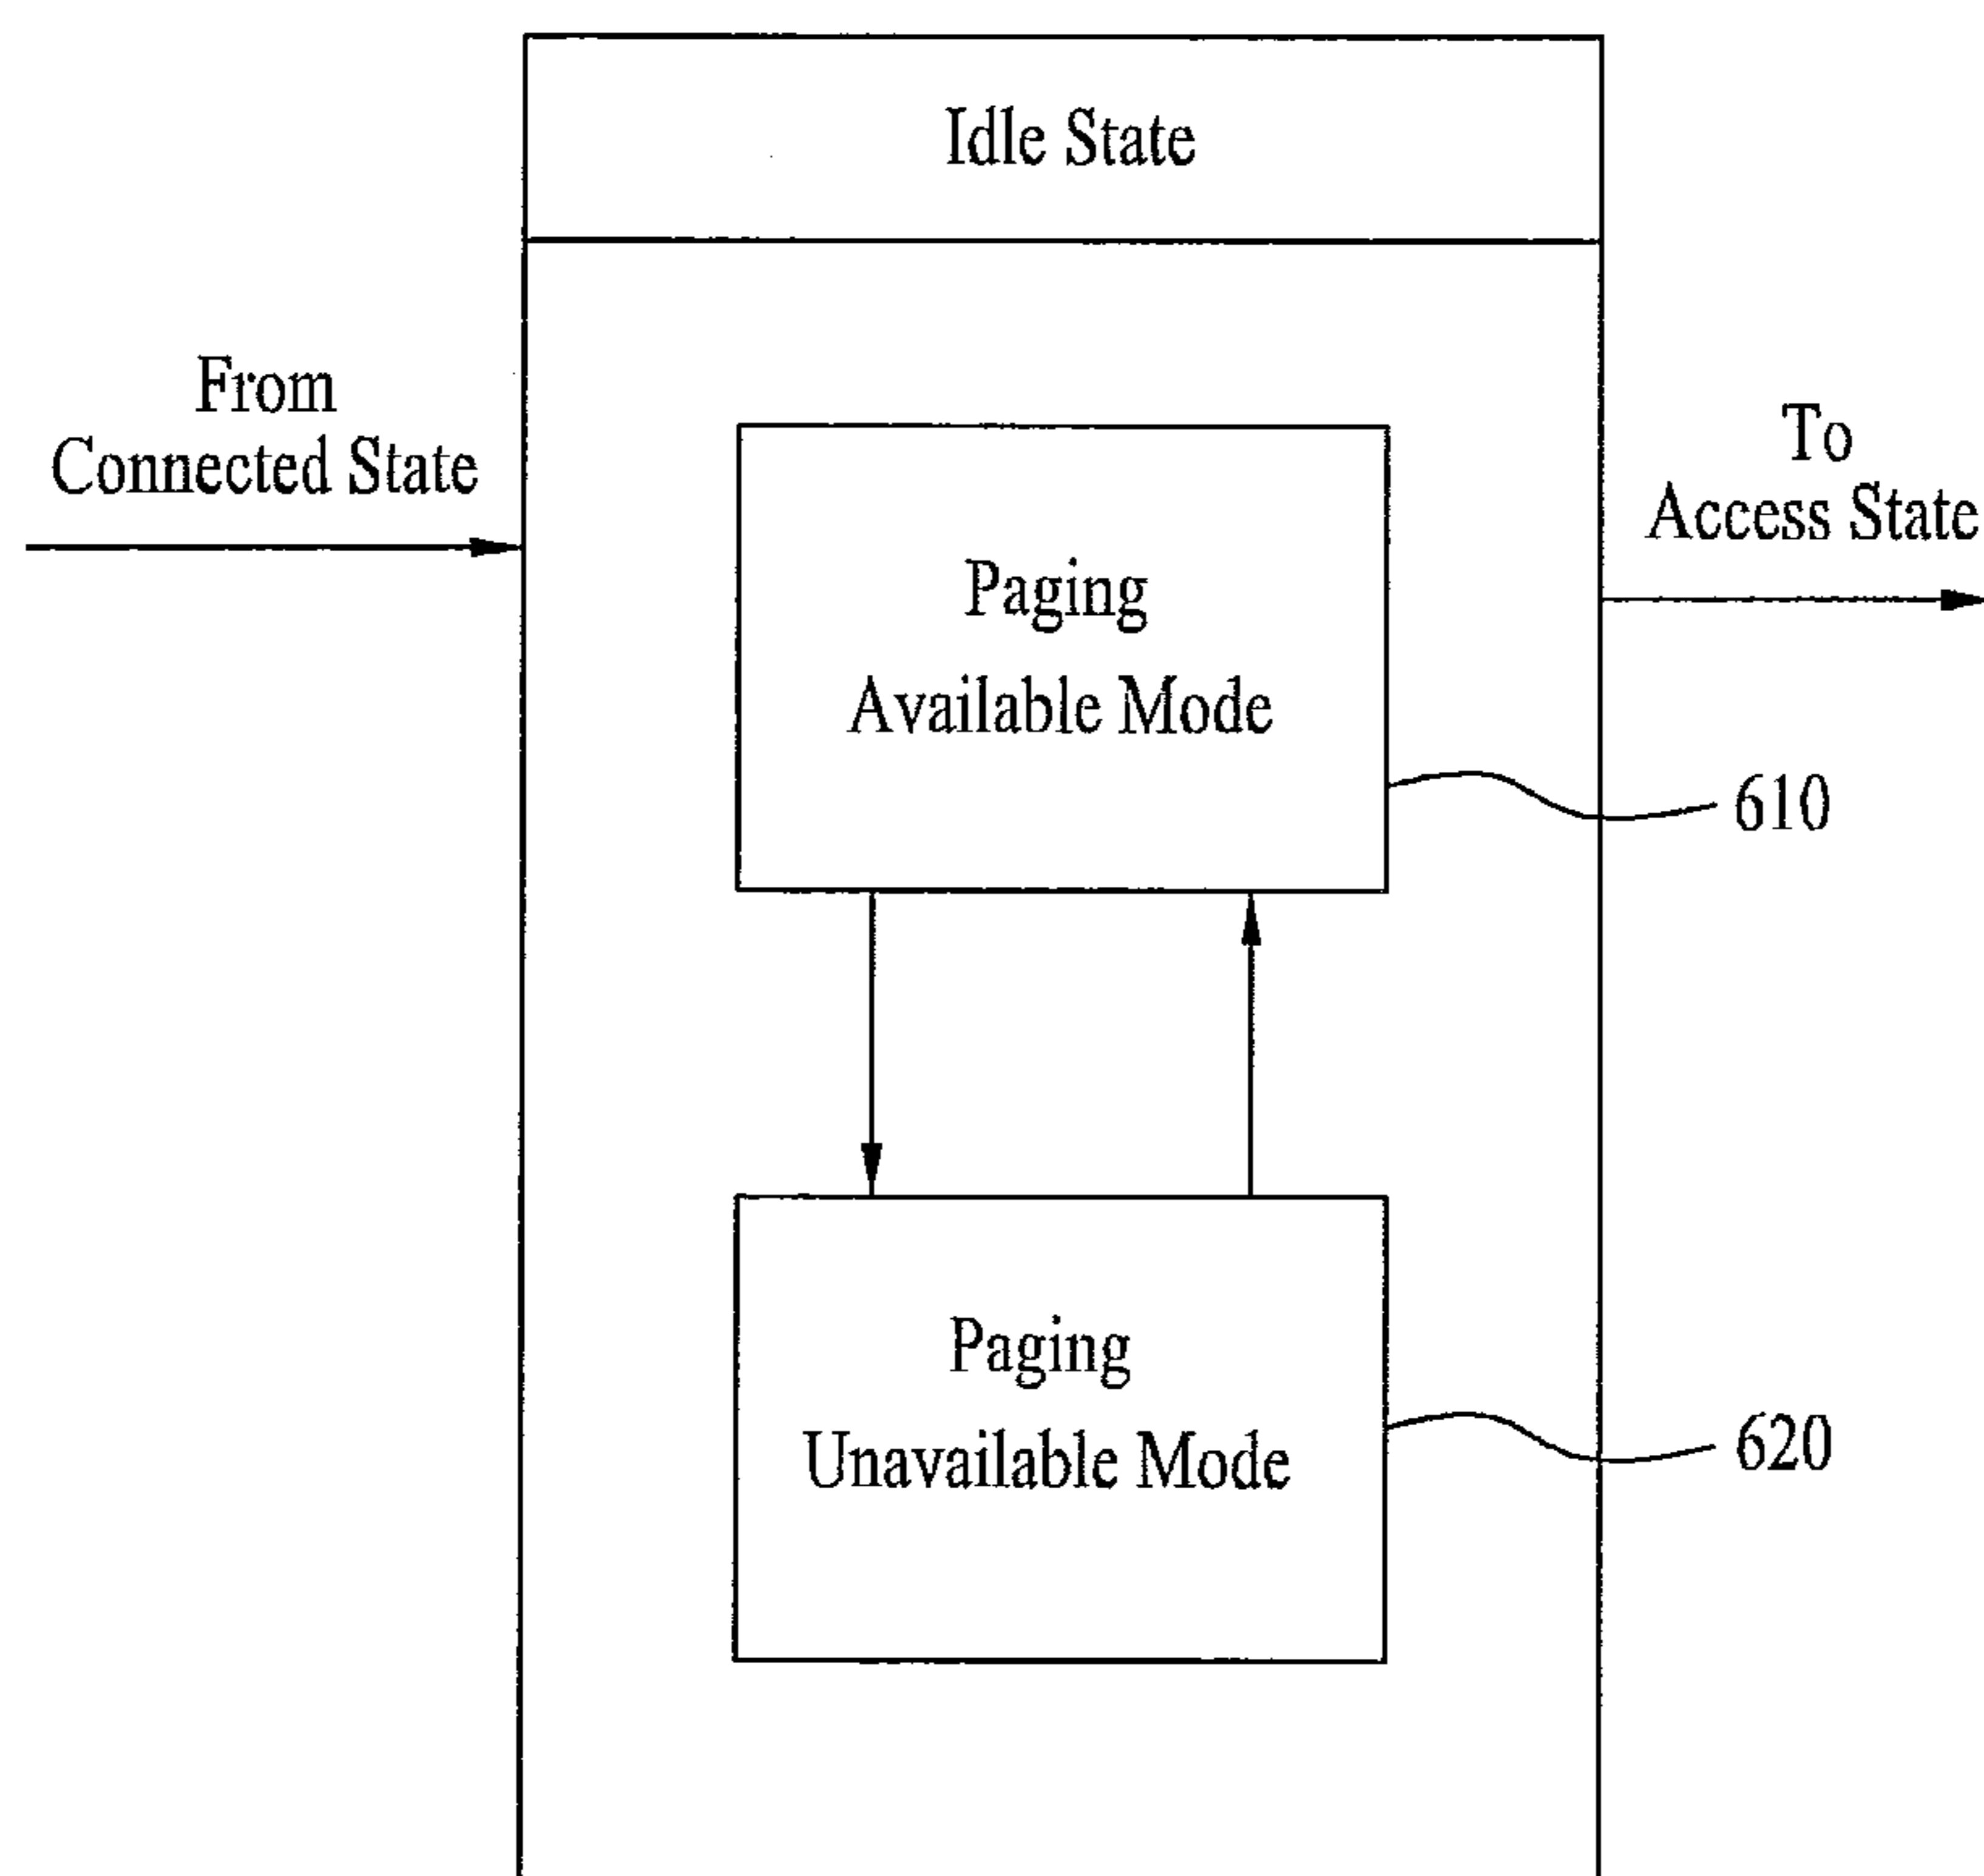 Idle State
From
Connected State
To
Access State
Paging
Available Mode
610
Paging
Unavailable Mode
620